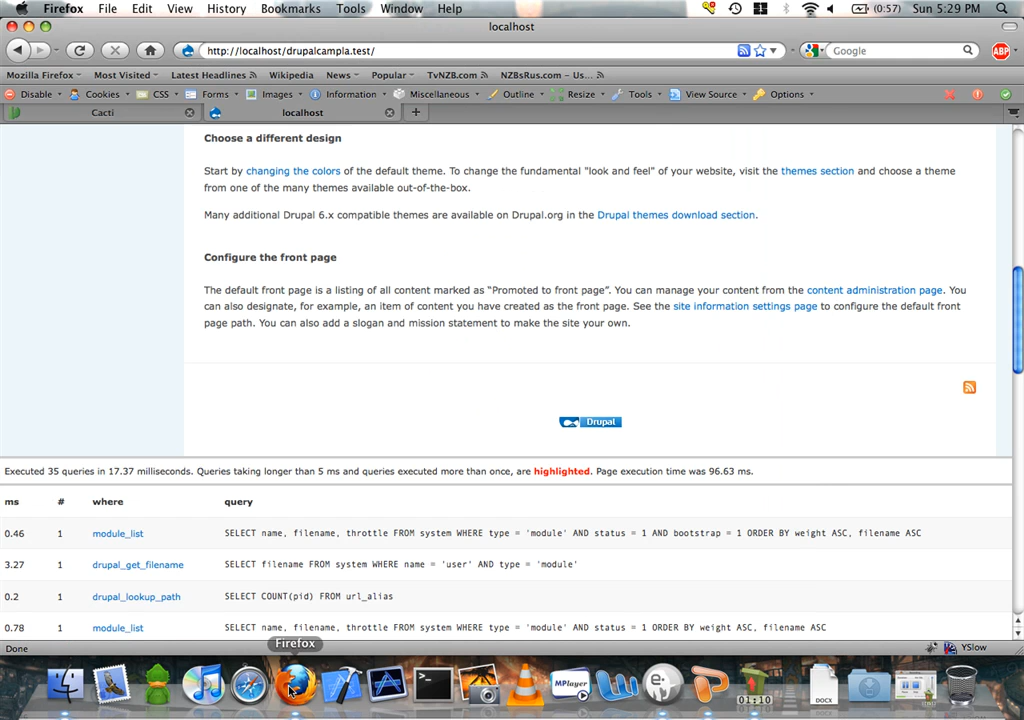 Firefox File Edit View History Bookmarks Tools Window Help (0:57) Sun 5:29 PM
localhost
http://localhost/drupalcampla.test/ Google ABP
Mozilla Firefox Most Visited Latest Headlines Wikipedia News Popular TvNZB.com NZBsRus.com - Us...
Disable Cookies CSS Forms Images Information Miscellaneous Outline Resize Tools View Source Options
Cacti localhost
Choose a different design
Start by changing the colors of the default theme. To change the fundamental “look and feel” of your website, visit the themes section and choose a theme
from one of the many themes available out-of-the-box.
Many additional Drupal 6.x compatible themes are available on Drupal.org in the Drupal themes download section.
Configure the front page
The default front page is a listing of all content marked as “Promoted to front page”. You can manage your content from the content administration page. You
can also designate, for example, an item of content you have created as the front page. See the site information settings page to configure the default front
page path. You can also add a slogan and mission statement to make the site your own.
Drupal
Executed 35 queries in 17.37 milliseconds. Queries taking longer than 5 ms and queries executed more than once, are highlighted. Page execution time was 96.63 ms.
ms # where query
0.46 1 module_list SELECT name, filename, throttle FROM system WHERE type = 'module' AND status = 1 AND bootstrap = 1 ORDER BY weight ASC, filename ASC
3.27 1 drupal_get_filename SELECT filename FROM system WHERE name = 'user' AND type = 'module'
0.2 1 drupal_lookup_path SELECT COUNT(pid) FROM url_alias
0.78 1 module_list SELECT name, filename, throttle FROM system WHERE type = 'module' AND status = 1 ORDER BY weight ASC, filename ASC
Firefox
Done YSlow
MPlayer
01:10
DOCX